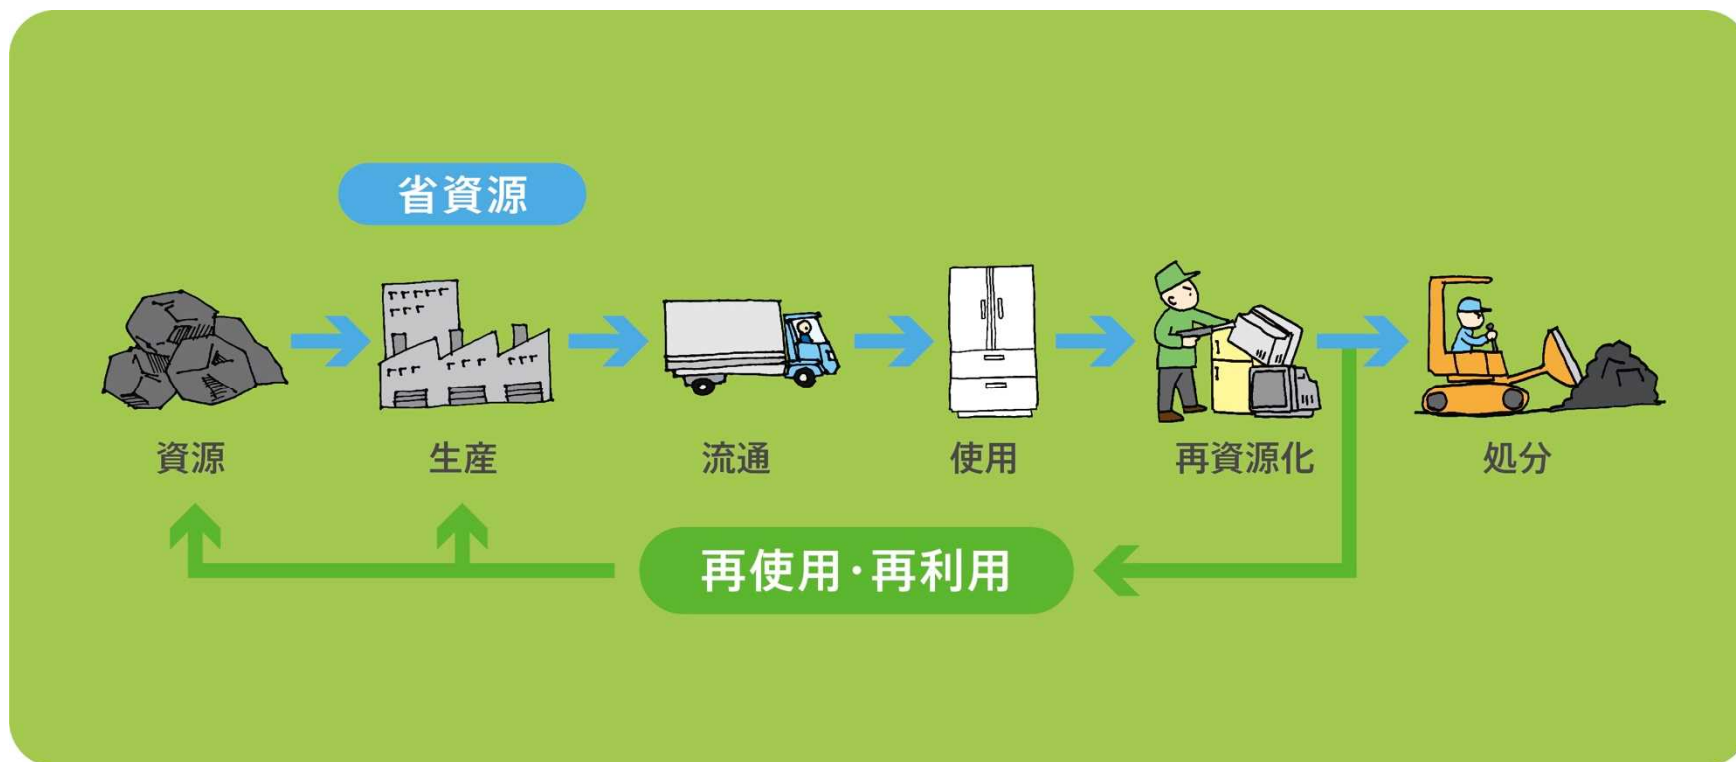 省資源
資源
生産
流通
使用
再資源化
処分
再使用・再利用